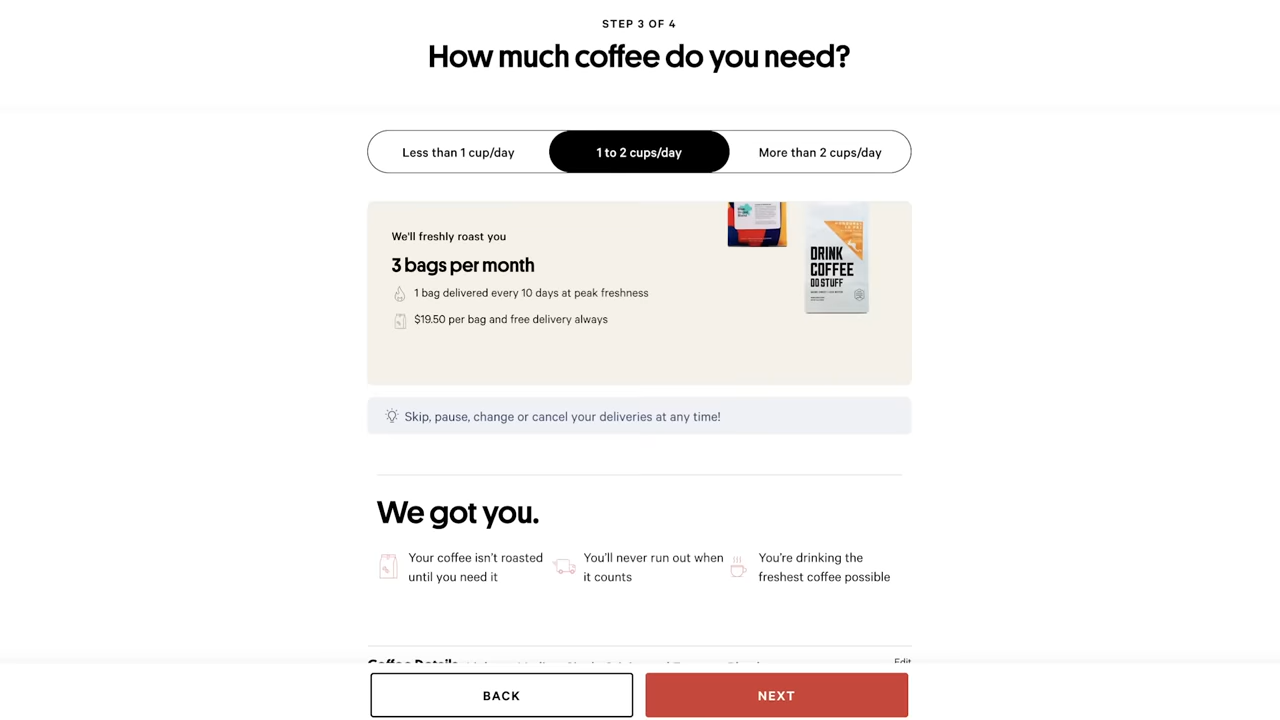 STEP 3 OF 4
How much coffee do you need?
Less than 1 cup/day
1 to 2 cups/day
More than 2 cups/day
We'll freshly roast you
3 bags per month
1 bag delivered every 10 days at peak freshness
$19.50 per bag and free delivery always
DRINK
COFFEE
DO STUFF
Skip, pause, change or cancel your deliveries at any time!
We got you.
Your coffee isn't roasted
until you need it
You'll never run out when
it counts
You're drinking the
freshest coffee possible
Coffee Details
Edit
BACK
NEXT